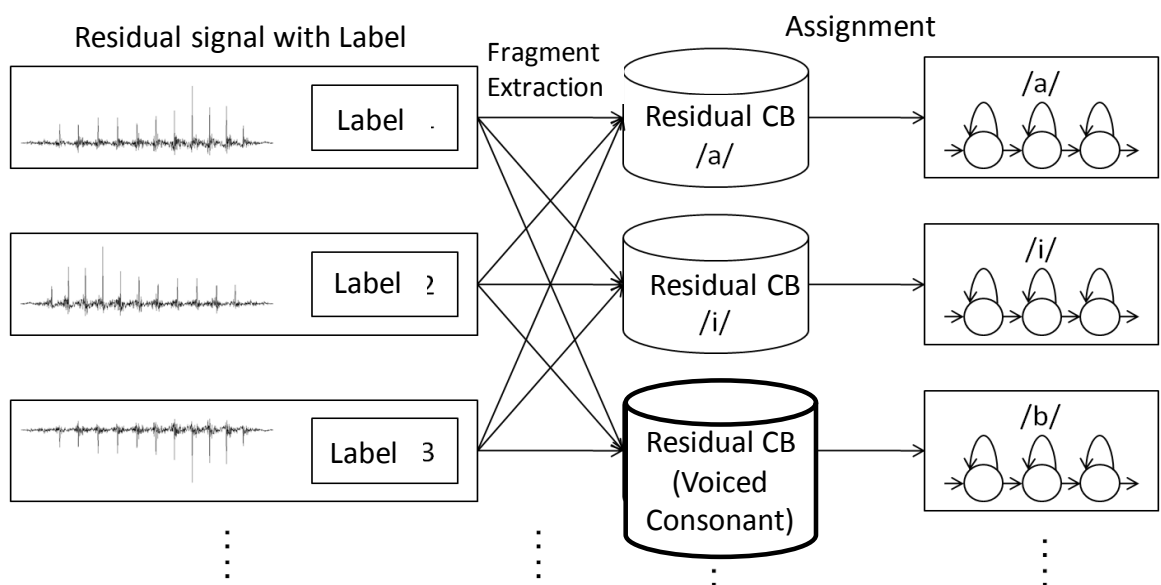 Residual signal with Label
Fragment
Extraction
Assignment
Label
Residual CB
/a/
/a/
Label 2
Residual CB
/i/
/i/
Label 3
Residual CB
(Voiced
Consonant)
/b/